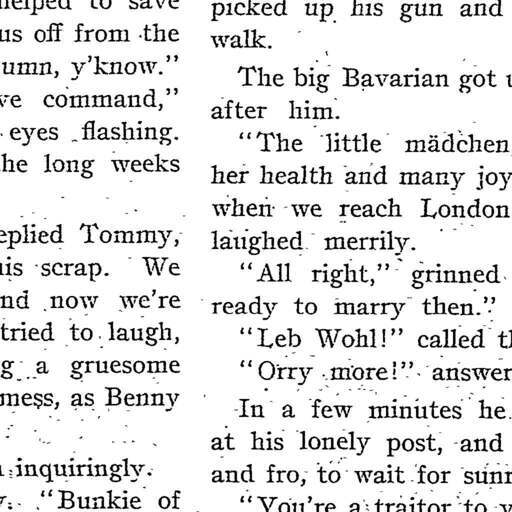 helped to save
us off from the
umn, y'know."
ve command,"
eyes flashing.
the long weeks
eplied Tommy,
uis scrap. We
nd now we're
tried to laugh,
g a gruesome
mess, as Benny
inquiringly.
"Bunkie of
picked up his gun and
walk.
The big Bavarian got
after him.
"The little mädchen,
her health and many joy
when we reach London
laughed merrily.
"All right," grinned
ready to marry then."
"Leb Wohl!" called th
"Orry more!" answer
In a few minutes he
at his lonely post, and
and fro, to wait for sunr
"You're a traitor to y